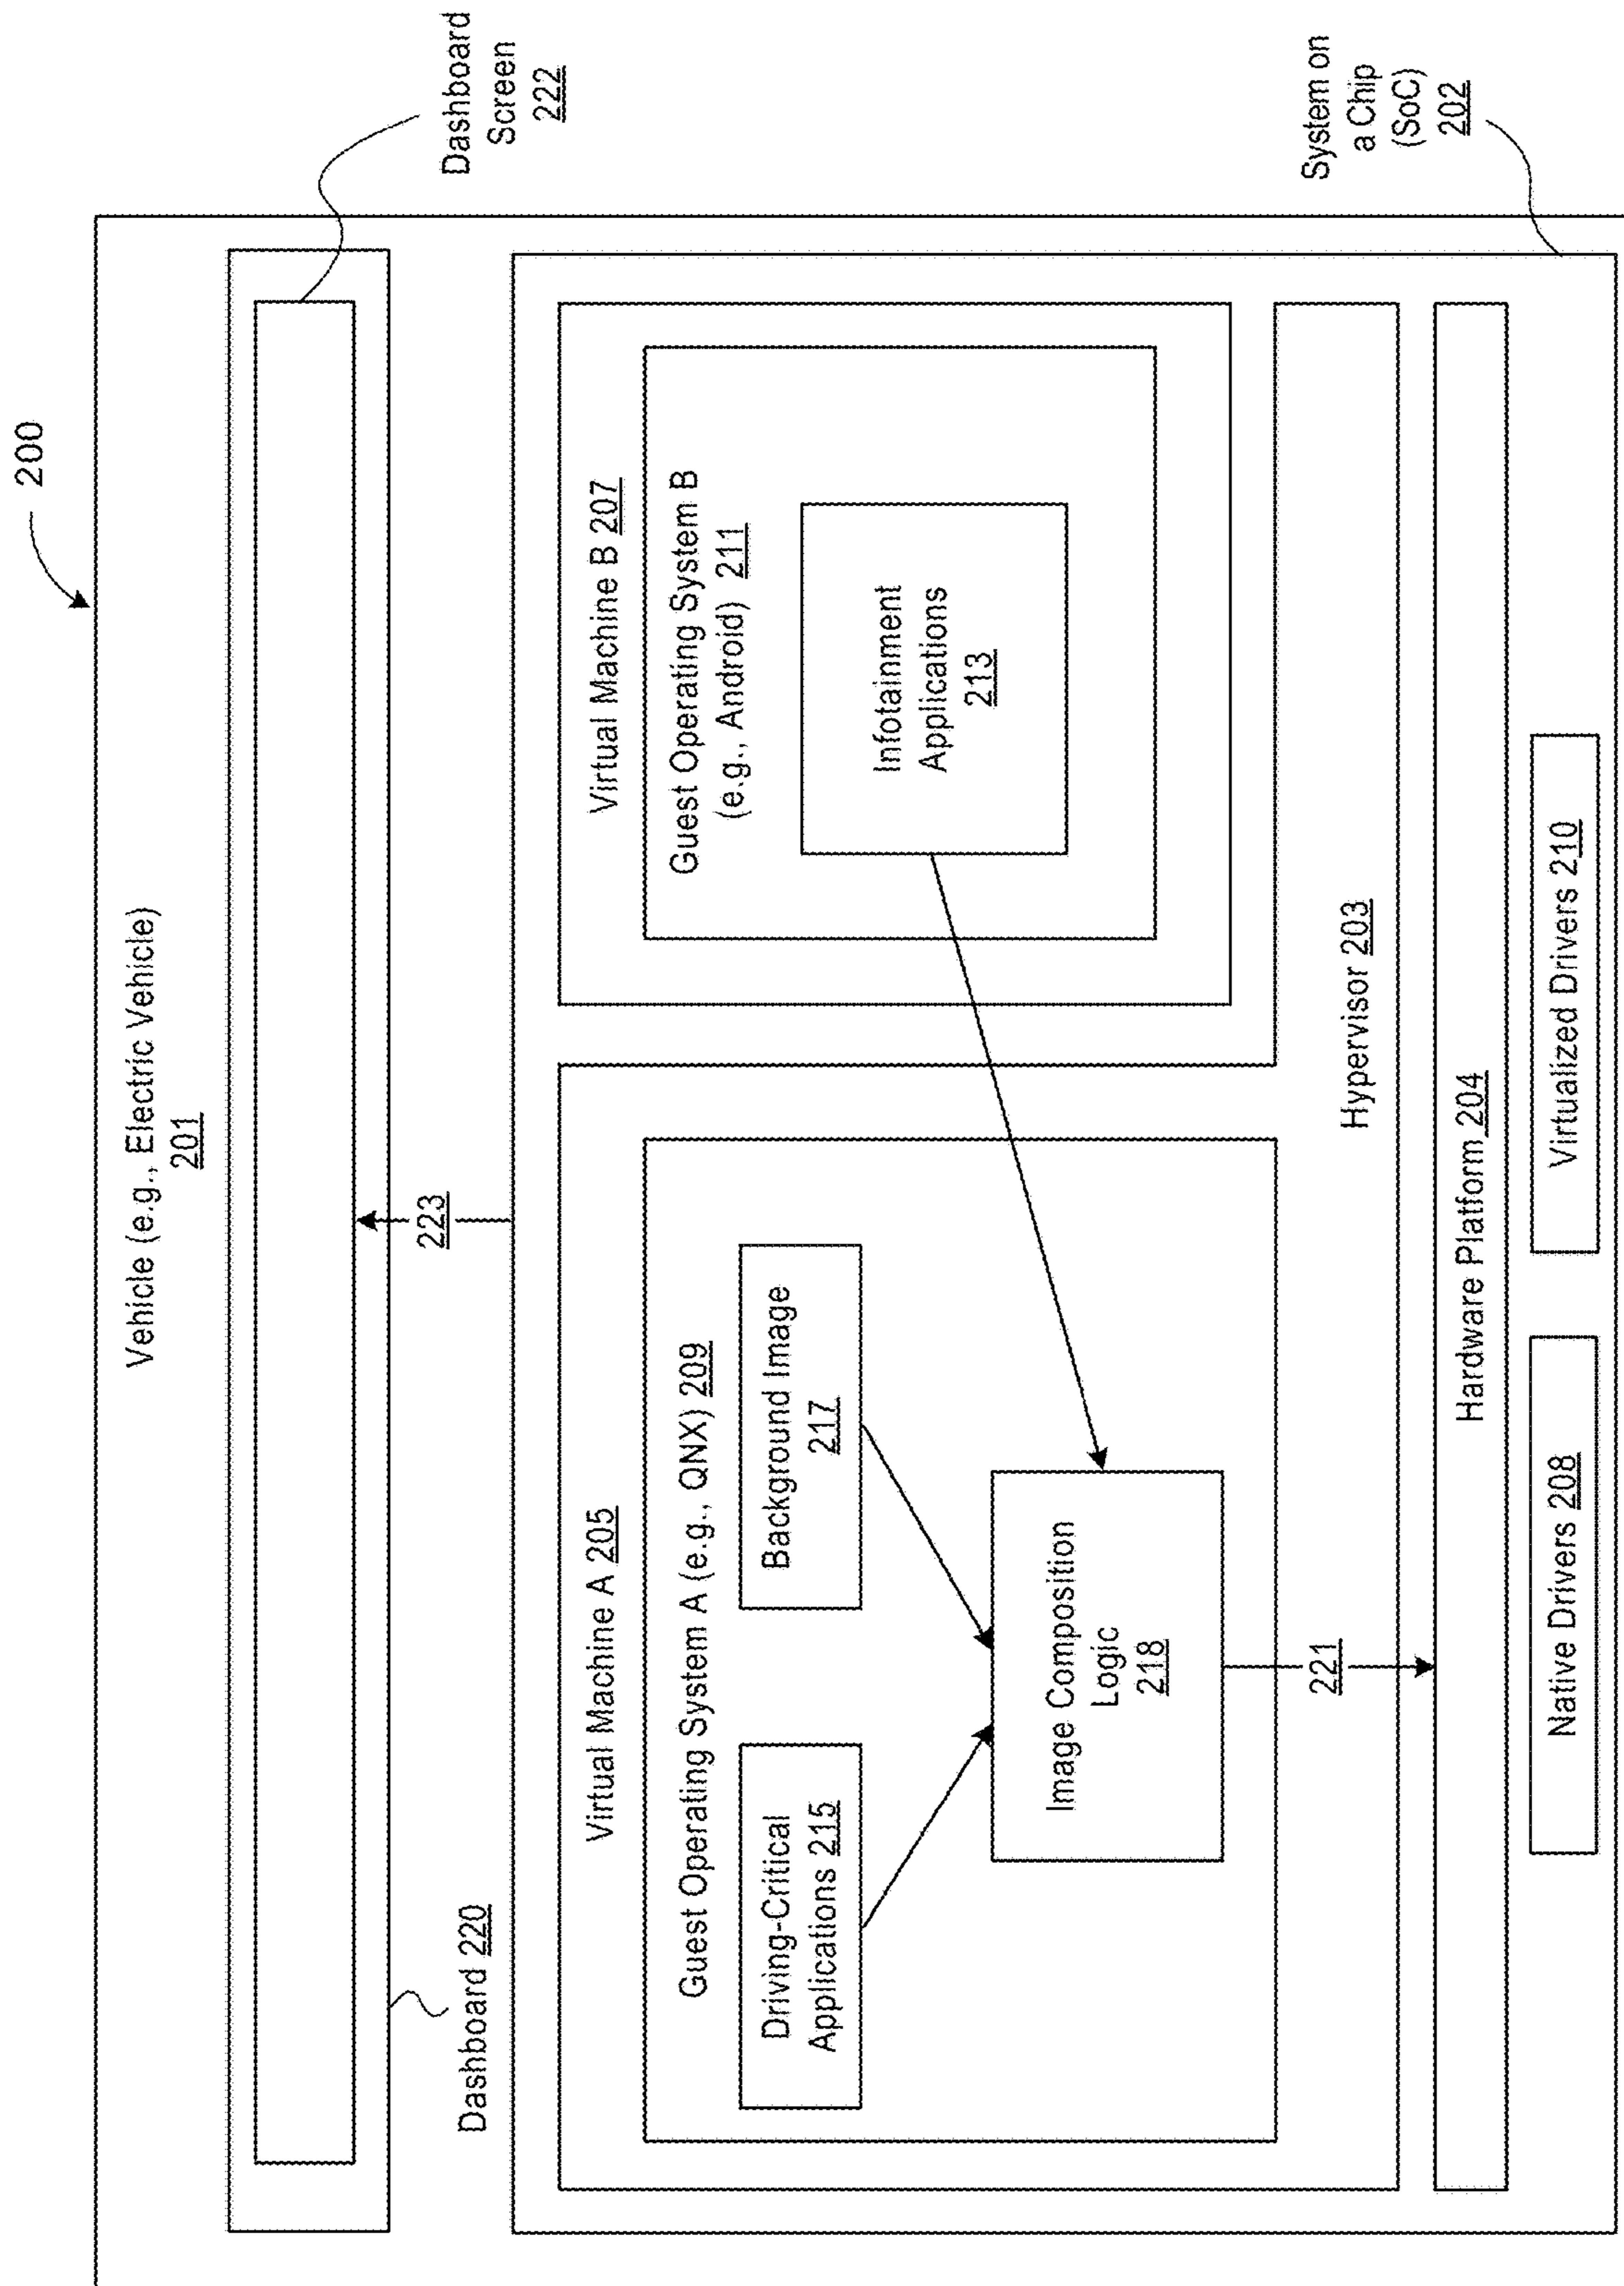 200
Vehicle (e.g., Electric Vehicle)
201
Dashboard
Screen
222
Dashboard 220
223
System on
a Chip
(SoC)
202
Virtual Machine A 205
Guest Operating System A (e.g., QNX) 209
Driving-Critical
Applications 215
Background Image
217
Image Composition
Logic
218
221
Virtual Machine B 207
Guest Operating System B
(e.g., Android) 211
Infotainment
Applications
213
Hypervisor 203
Hardware Platform 204
Native Drivers 208
Virtualized Drivers 210